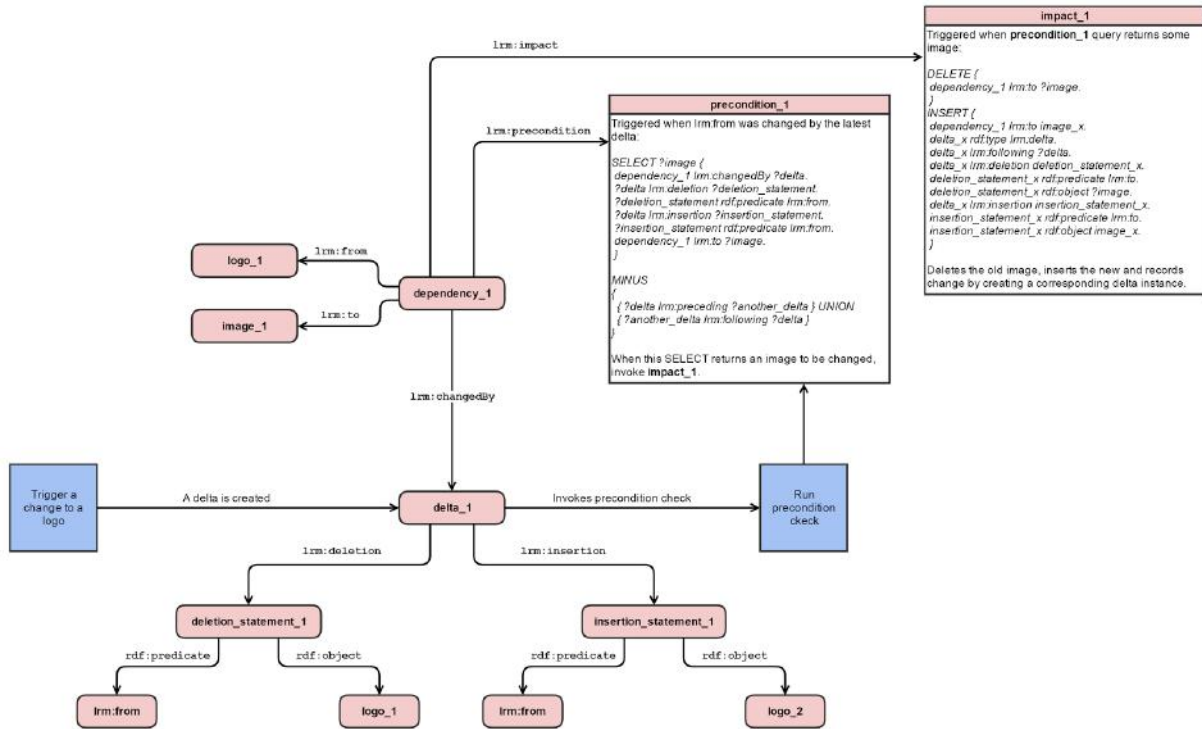 impact_1
Triggered when precondition_1 query returns some
image:
DELETE {
dependency_1 lrm:to ?image.
}
INSERT {
dependency_1 lrm:to image_x.
delta_x rdf:type lrm:delta.
delta_x lrm:following ?delta.
delta_x lrm:deletion deletion_statement_x.
deletion_statement_x rdf:predicate lrm:to.
deletion_statement_x rdf:object ?image.
delta_x lrm:insertion insertion_statement_x.
insertion_statement_x rdf:predicate lrm:to.
insertion_statement_x rdf:object image_x.
}
Deletes the old image, inserts the new and records
change by creating a corresponding delta instance.
lrm:impact
precondition_1
Triggered when lrm:from was changed by the latest
delta:
SELECT ?image {
dependency_1 lrm:changedBy ?delta.
?delta lrm:deletion ?deletion_statement.
?deletion_statement rdf:predicate lrm:from.
?delta lrm:insertion ?insertion_statement.
?insertion_statement rdf:predicate lrm:from.
dependency_1 lrm:to ?image.
}
MINUS
{
{ ?delta lrm:preceding ?another_delta } UNION
{ ?another_delta lrm:following ?delta }
}
When this SELECT returns an image to be changed,
invoke impact_1.
lrm:precondition
lrm:from
logo_1
dependency_1
image_1
lrm:to
lrm:changedBy
Trigger a
change to a
logo
A delta is created
delta_1
Invokes precondition check
Run
precondition
ckeck
lrm:deletion
lrm:insertion
deletion_statement_1
insertion_statement_1
rdf:predicate
rdf:object
rdf:predicate
rdf:object
lrm:from
logo_1
lrm:from
logo_2